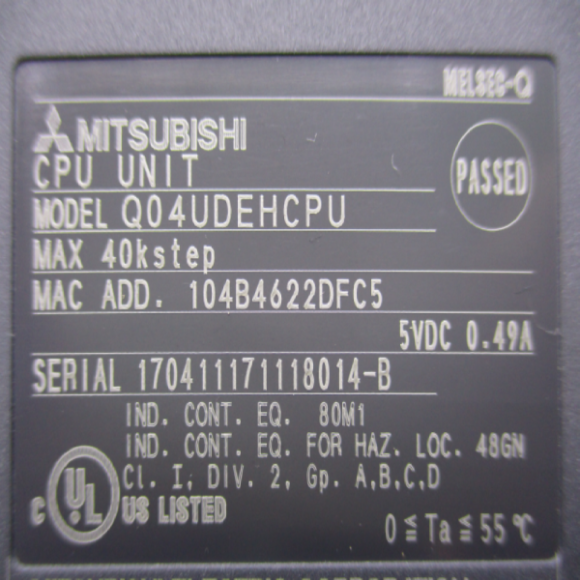 MELSEC-Q
MITSUBISHI
CPU UNIT
PASSED
MODEL Q04UDEHCPU
MAX 40kstep
MAC ADD. 104B4622DFC5
5VDC 0.49A
SERIAL 170411171118014-B
IND. CONT. EQ. 80M1
IND. CONT. EQ. FOR HAZ. LOC. 48GN
Cl. I, DIV. 2, Gp. A,B,C,D
C UL US LISTED
0≦Ta≦55℃